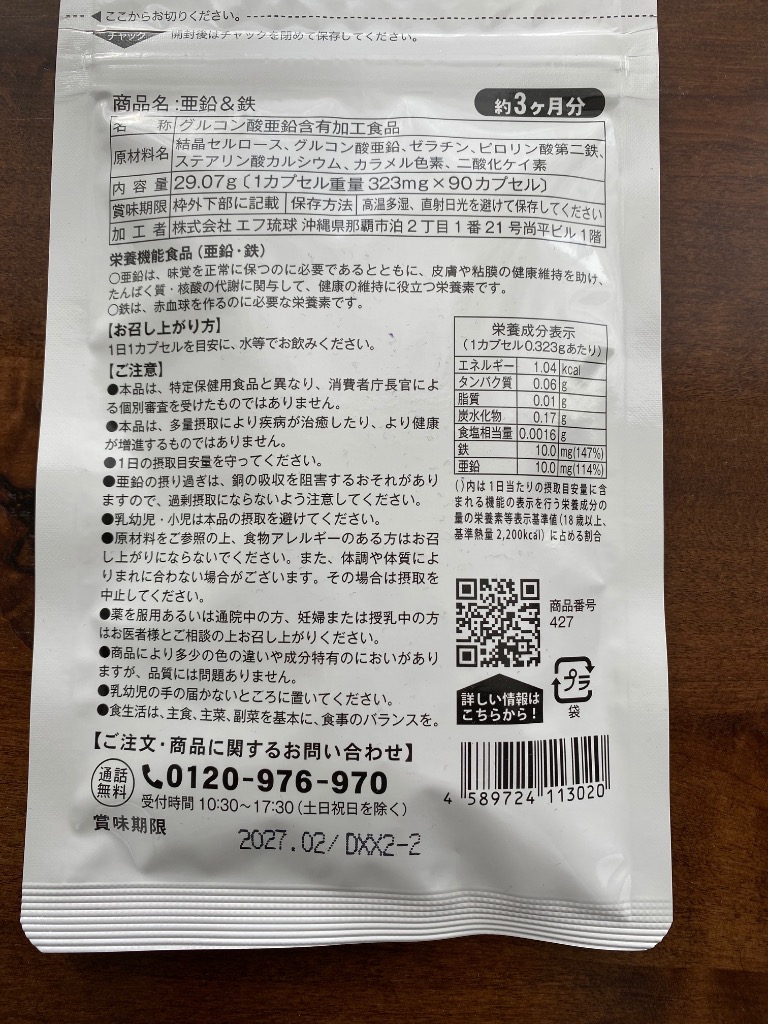 ◀ここからお切りください。
チャック 開封後はチャックを閉めて保存してください。
商品名:亜鉛&鉄
約3ヶ月分
名 称 グルコン酸亜鉛含有加工食品
原材料名 結晶セルロース、グルコン酸亜鉛、ゼラチン、ピロリン酸第二鉄、
ステアリン酸カルシウム、カラメル色素、二酸化ケイ素
内容量 29.07g〔1カプセル重量 323mg×90カプセル〕
賞味期限 枠外下部に記載 保存方法 高温多湿、直射日光を避けて保存してください
加工者 株式会社 エフ琉球 沖縄県那覇市泊2丁目1番21号尚平ビル1階
栄養機能食品(亜鉛・鉄)
○亜鉛は、味覚を正常に保つのに必要であるとともに、皮膚や粘膜の健康維持を助け、
たんぱく質・核酸の代謝に関与して、健康の維持に役立つ栄養素です。
○鉄は、赤血球を作るのに必要な栄養素です。
【お召し上がり方】
1日1カプセルを目安に、水等でお飲みください。
【ご注意】
●本品は、特定保健用食品と異なり、消費者庁長官によ
る個別審査を受けたものではありません。
●本品は、多量摂取により疾病が治癒したり、より健康
が増進するものではありません。
●1日の摂取目安量を守ってください。
●亜鉛の摂り過ぎは、銅の吸収を阻害するおそれがあり
ますので、過剰摂取にならないよう注意してください。
●乳幼児・小児は本品の摂取を避けてください。
●原材料をご参照の上、食物アレルギーのある方はお召
し上がりにならないでください。また、体調や体質によ
りまれに合わない場合がございます。その場合は摂取を
中止してください。
●薬を服用あるいは通院中の方、妊婦または授乳中の方
はお医者様とご相談の上お召し上がりください。
●商品により多少の色の違いや成分特有のにおいがあり
ますが、品質には問題ありません。
●乳幼児の手の届かないところに置いてください。
●食生活は、主食、主菜、副菜を基本に、食事のバランスを。
栄養成分表示
(1カプセル0.323gあたり)
エネルギー 1.04 kcal
タンパク質 0.06 g
脂質 0.01 g
炭水化物 0.17 g
食塩相当量 0.0016 g
鉄 10.0 mg(147%)
亜鉛 10.0 mg(114%)
( )内は1日当たりの摂取目安量に含
まれる機能の表示を行う栄養成分の
量の栄養素等表示基準値(18歳以上、
基準熱量2,200kcal)に占める割合
商品番号
427
詳しい情報は
こちらから!
プラ
袋
【ご注文・商品に関するお問い合わせ】
通話
無料
0120-976-970
受付時間 10:30〜17:30(土日祝日を除く)
4 589724 113020
賞味期限
2027.02/DXX2-2